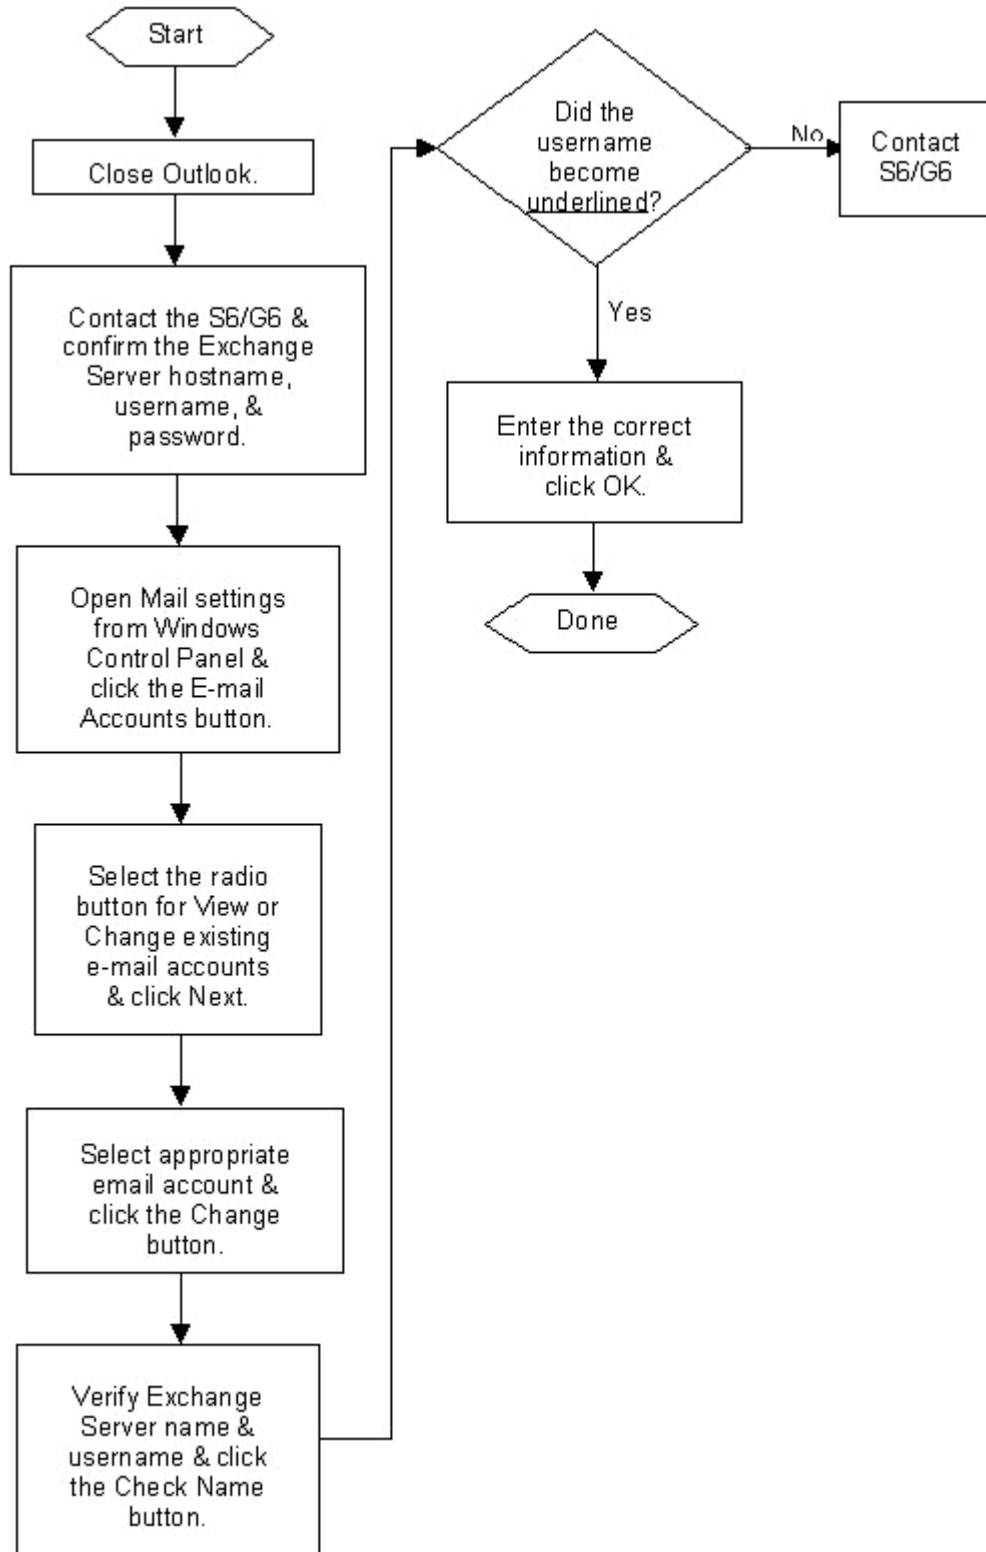 Start
Close Outlook.
Contact the S6/G6 &
confirm the Exchange
Server hostname,
username, &
password.
Open Mail settings
from Windows
Control Panel &
click the E-mail
Accounts button.
Select the radio
button for View or
Change existing
e-mail accounts
& click Next.
Select appropriate
email account &
click the Change
button.
Verify Exchange
Server name &
username & click
the Check Name
button.
Did the
username
become
underlined?
No
Contact
S6/G6
Yes
Enter the correct
information &
click OK.
Done